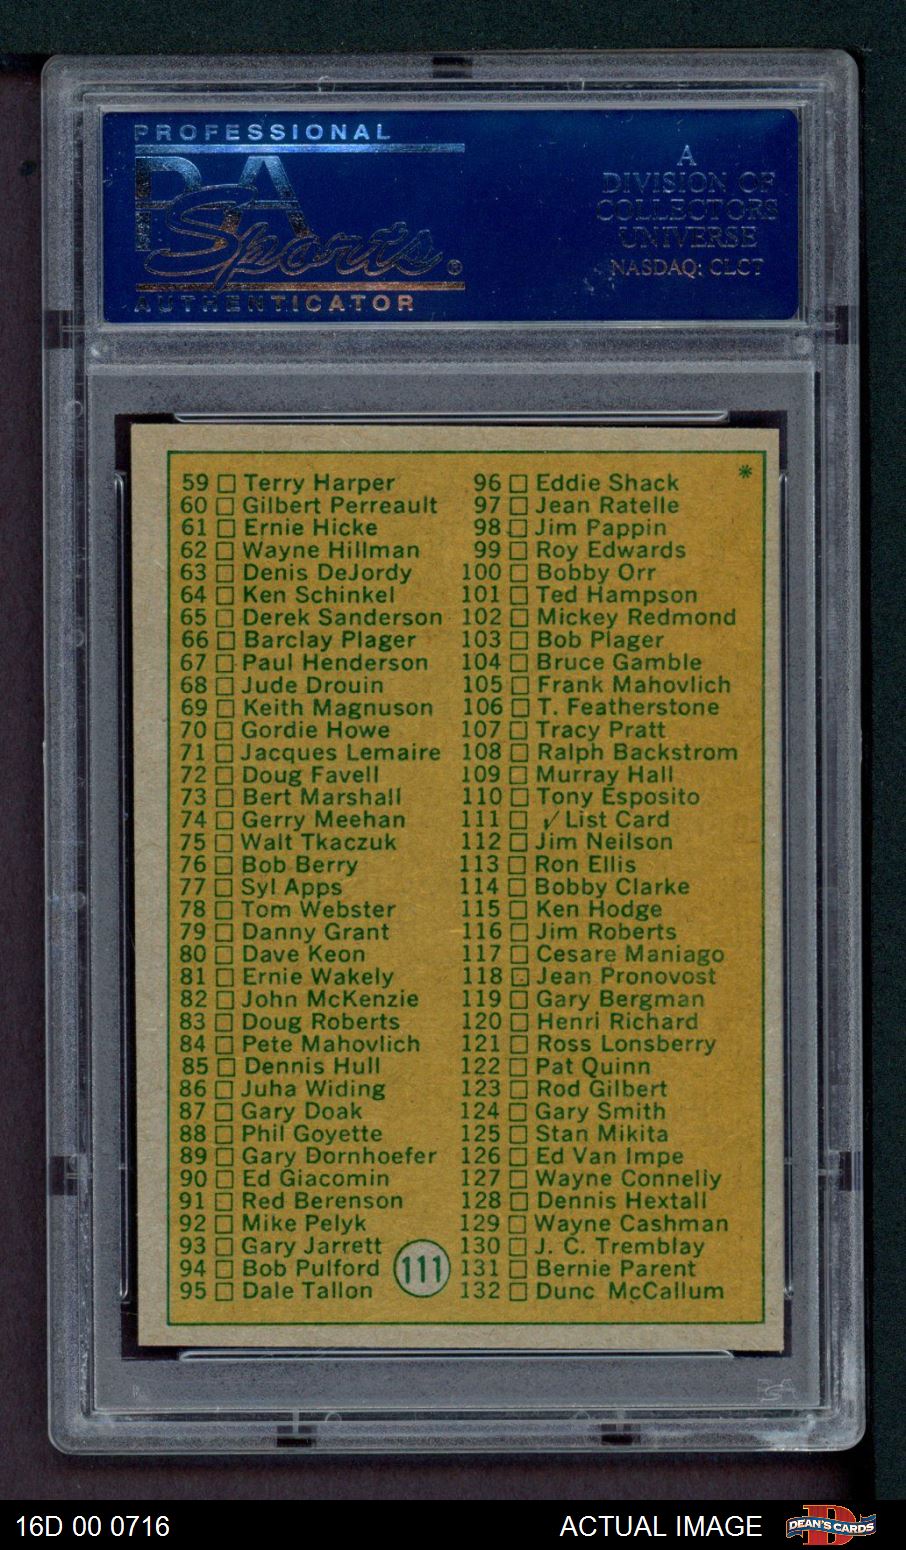 PROFESSIONAL
PSA
Sports®
AUTHENTICATOR
A
DIVISION OF
COLLECTORS
UNIVERSE
NASDAQ: CLCT
*
59 Terry Harper
60 Gilbert Perreault
61 Ernie Hicke
62 Wayne Hillman
63 Denis DeJordy
64 Ken Schinkel
65 Derek Sanderson
66 Barclay Plager
67 Paul Henderson
68 Jude Drouin
69 Keith Magnuson
70 Gordie Howe
71 Jacques Lemaire
72 Doug Favell
73 Bert Marshall
74 Gerry Meehan
75 Walt Tkaczuk
76 Bob Berry
77 Syl Apps
78 Tom Webster
79 Danny Grant
80 Dave Keon
81 Ernie Wakely
82 John McKenzie
83 Doug Roberts
84 Pete Mahovlich
85 Dennis Hull
86 Juha Widing
87 Gary Doak
88 Phil Goyette
89 Gary Dornhoefer
90 Ed Giacomin
91 Red Berenson
92 Mike Pelyk
93 Gary Jarrett
94 Bob Pulford
95 Dale Tallon
96 Eddie Shack
97 Jean Ratelle
98 Jim Pappin
99 Roy Edwards
100 Bobby Orr
101 Ted Hampson
102 Mickey Redmond
103 Bob Plager
104 Bruce Gamble
105 Frank Mahovlich
106 T. Featherstone
107 Tracy Pratt
108 Ralph Backstrom
109 Murray Hall
110 Tony Esposito
111 ✓ List Card
112 Jim Neilson
113 Ron Ellis
114 Bobby Clarke
115 Ken Hodge
116 Jim Roberts
117 Cesare Maniago
118 Jean Pronovost
119 Gary Bergman
120 Henri Richard
121 Ross Lonsberry
122 Pat Quinn
123 Rod Gilbert
124 Gary Smith
125 Stan Mikita
126 Ed Van Impe
127 Wayne Connelly
128 Dennis Hextall
129 Wayne Cashman
130 J. C. Tremblay
131 Bernie Parent
132 Dunc McCallum
111
PSA
16D 00 0716
ACTUAL IMAGE
D
DEAN'S CARDS